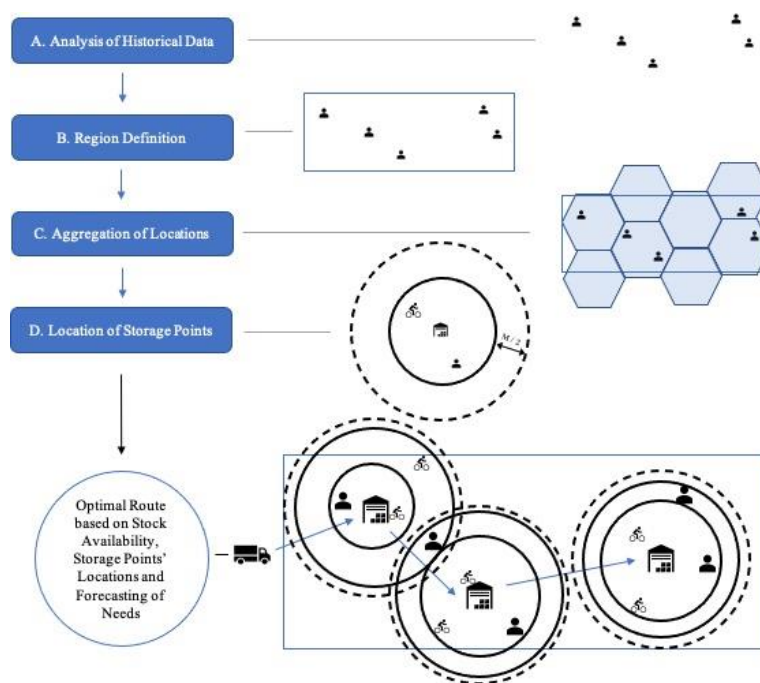 A. Analysis of Historical Data
B. Region Definition
C. Aggregation of Locations
D. Location of Storage Points
M / 2
Optimal Route
based on Stock
Availability,
Storage Points'
Locations and
Forecasting of
Needs